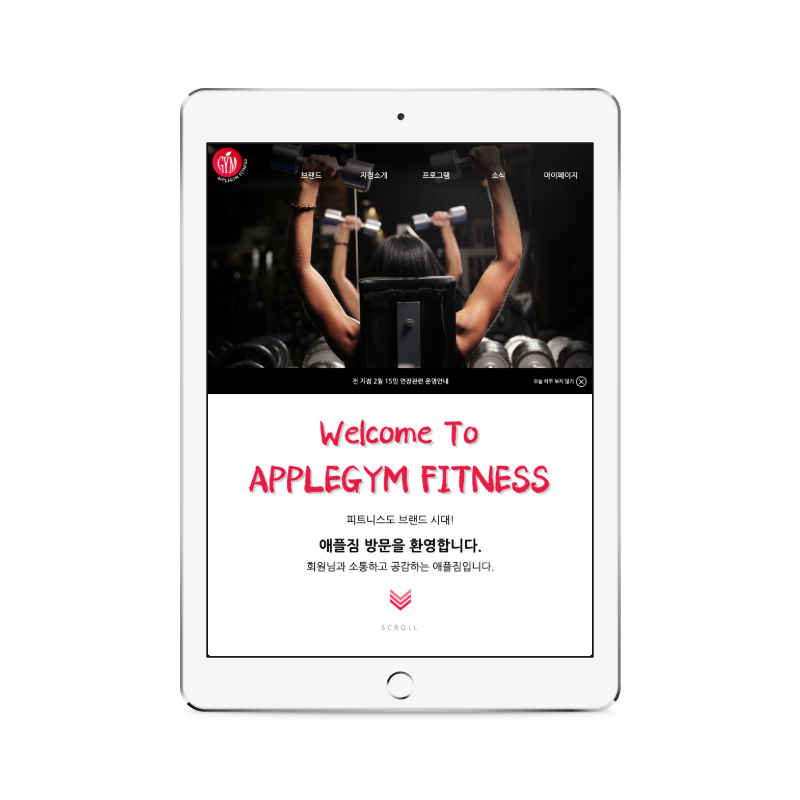 GYM
APPLEGYM FITNESS
브랜드 지점소개 프로그램 소식 마이페이지
전 지점 2월 15일 연장관련 운영안내
오늘 하루 보지 않기
Welcome To
APPLEGYM FITNESS
피트니스도 브랜드 시대!
애플짐 방문을 환영합니다.
회원님과 소통하고 공감하는 애플짐입니다.
SCROLL